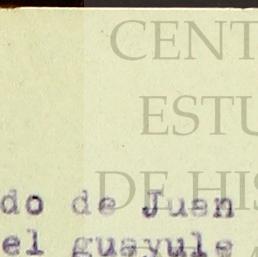 CENT
ESTU
DE HIS
do de Juan
el guayule